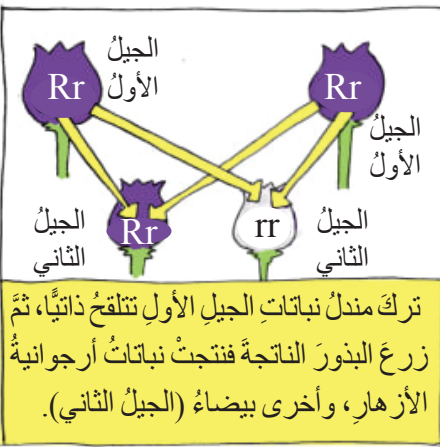 الجيلُ
الأولُ
Rr
Rr
الجيلُ
الأولُ
الجيلُ
الثاني
Rr
rr
الجيلُ
الثاني
تركَ مندلُ نباتاتِ الجيلِ الأولِ تتلقحُ ذاتيًّا، ثمَّ
زرعَ البذورَ الناتجةَ فنتجتْ نباتاتُ أرجوانيةُ
الأزهارِ، وأخرى بيضاءُ (الجيلُ الثاني).